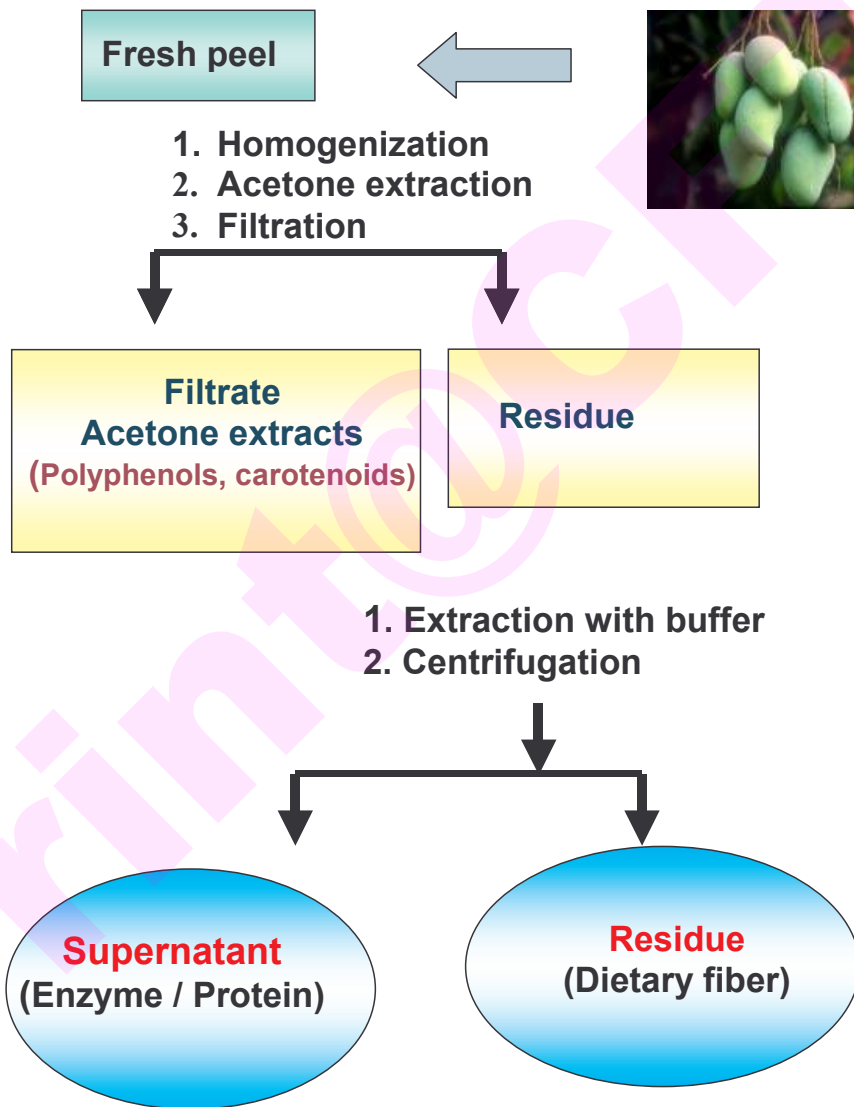 Fresh peel
1. Homogenization
2. Acetone extraction
3. Filtration
Filtrate
Acetone extracts
(Polyphenols, carotenoids)
Residue
1. Extraction with buffer
2. Centrifugation
Supernatant
(Enzyme / Protein)
Residue
(Dietary fiber)